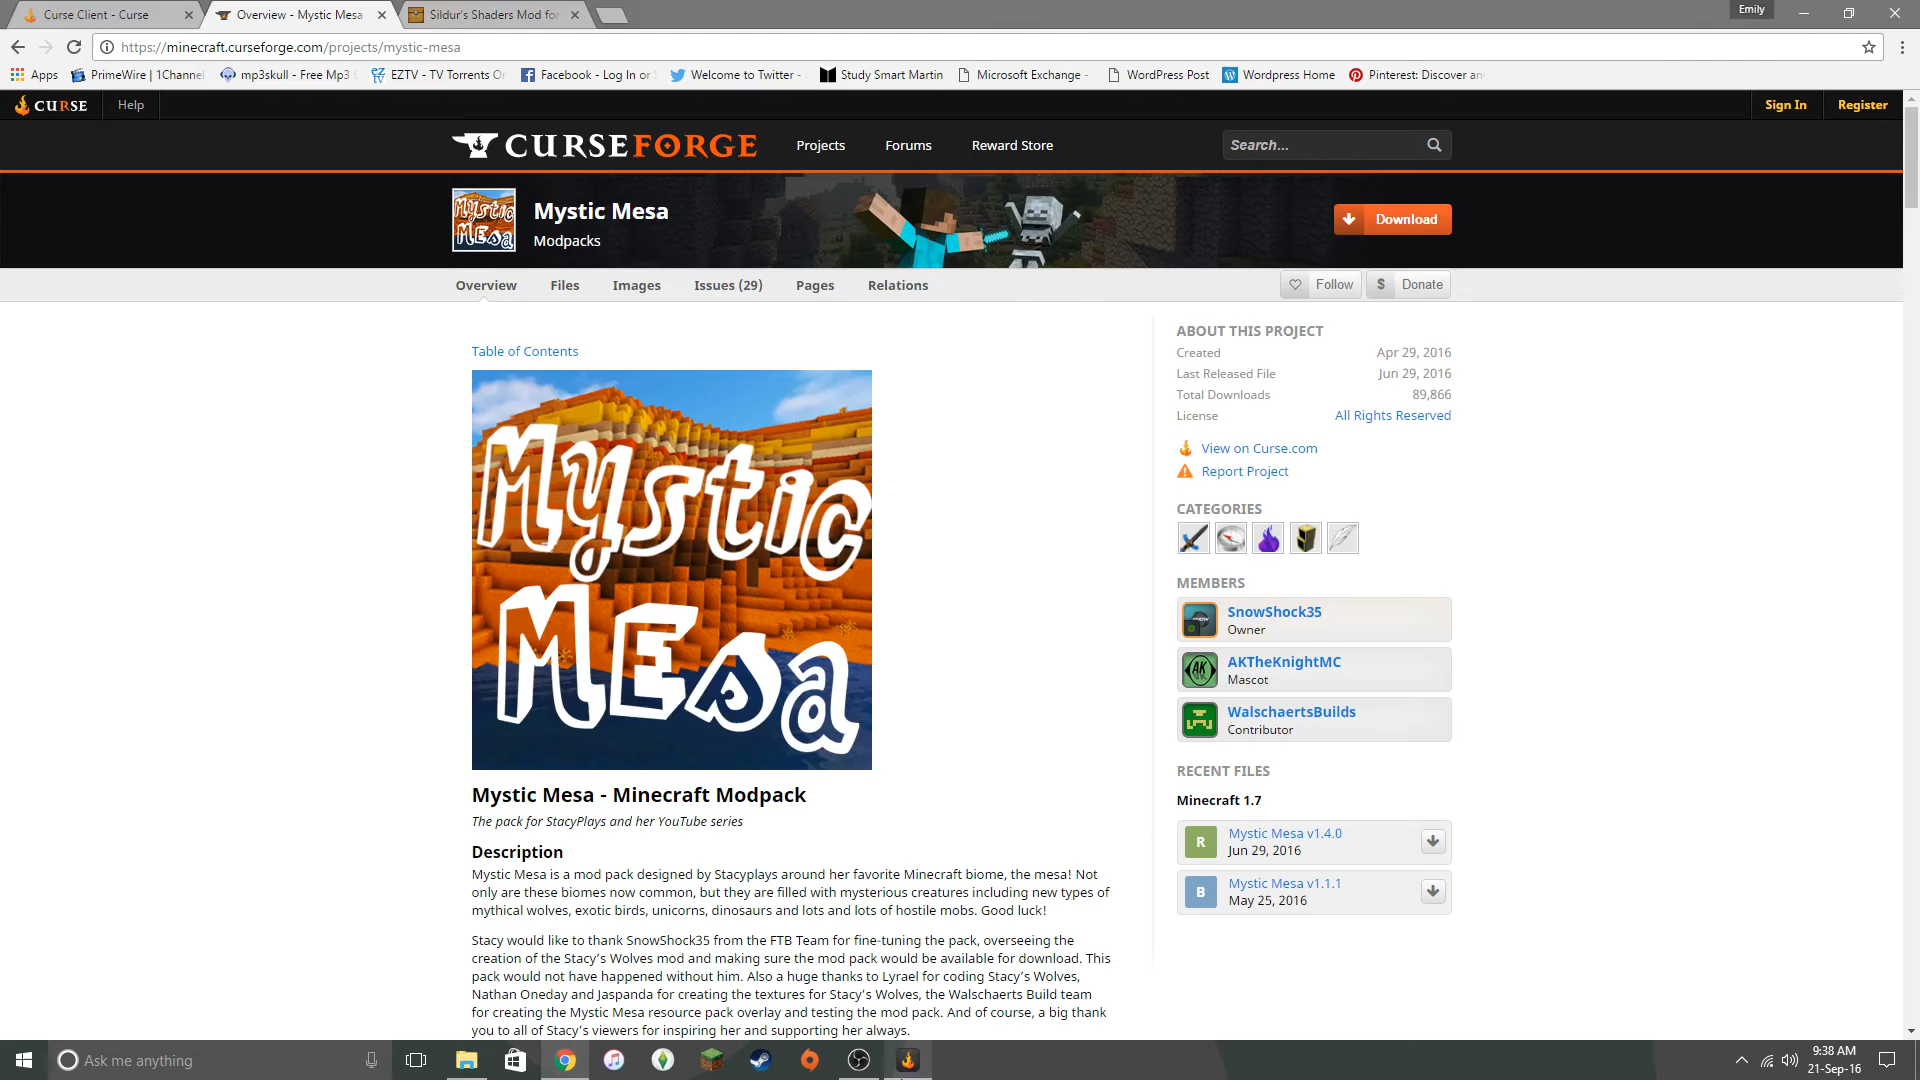 Curse Client - Curse
Overview - Mystic Mesa
Sildur's Shaders Mod for
Emily
https://minecraft.curseforge.com/projects/mystic-mesa
Apps
PrimeWire | 1Channel
mp3skull - Free Mp3
EZTV - TV Torrents O
Facebook - Log In or
Welcome to Twitter -
Study Smart Martin
Microsoft Exchange -
WordPress Post
Wordpress Home
Pinterest: Discover an
CURSE
Help
Sign In
Register
CURSEFORGE
Projects
Forums
Reward Store
Search...
Mystic Mesa
Mystic Mesa
Modpacks
Download
Overview
Files
Images
Issues (29)
Pages
Relations
Follow
$ Donate
Table of Contents
Mystic
Mesa
Mystic Mesa - Minecraft Modpack
The pack for StacyPlays and her YouTube series
Description
Mystic Mesa is a mod pack designed by Stacyplays around her favorite Minecraft biome, the mesa! Not
only are these biomes now common, but they are filled with mysterious creatures including new types of
mythical wolves, exotic birds, unicorns, dinosaurs and lots and lots of hostile mobs. Good luck!
Stacy would like to thank SnowShock35 from the FTB Team for fine-tuning the pack, overseeing the
creation of the Stacy's Wolves mod and making sure the mod pack would be available for download. This
pack would not have happened without him. Also a huge thanks to Lyrael for coding Stacy's Wolves,
Nathan Oneday and Jaspanda for creating the textures for Stacy's Wolves, the Walschaerts Build team
for creating the Mystic Mesa resource pack overlay and testing the mod pack. And of course, a big thank
you to all of Stacy's viewers for inspiring her and supporting her always.
ABOUT THIS PROJECT
Created Apr 29, 2016
Last Released File Jun 29, 2016
Total Downloads 89,866
License All Rights Reserved
View on Curse.com
Report Project
CATEGORIES
MEMBERS
SnowShock35
Owner
AK
AKTheKnightMC
Mascot
WalschaertsBuilds
Contributor
RECENT FILES
Minecraft 1.7
R
Mystic Mesa v1.4.0
Jun 29, 2016
B
Mystic Mesa v1.1.1
May 25, 2016
Ask me anything
9:38 AM
21-Sep-16